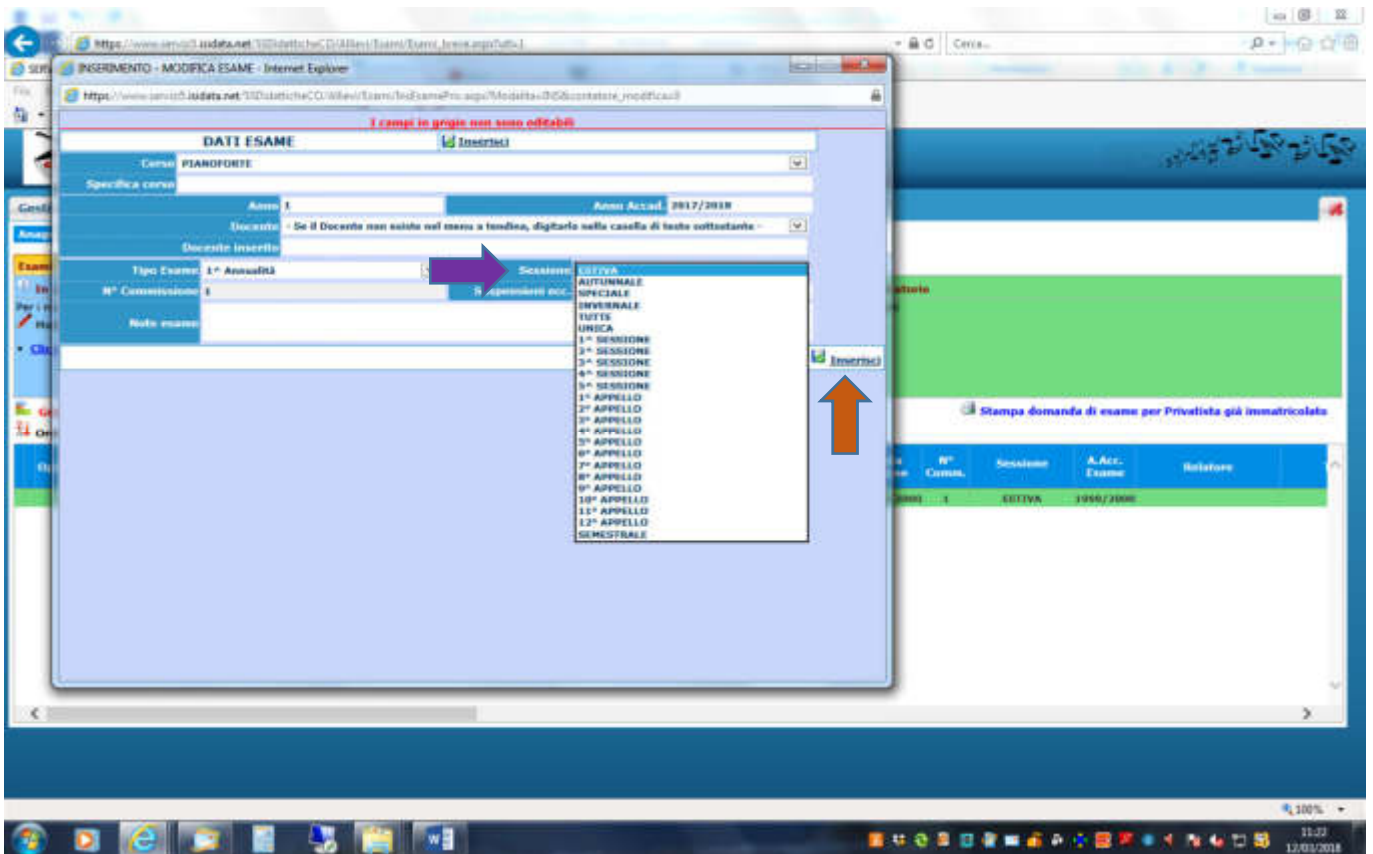 Cerca...
INSERIMENTO - MODIFICA ESAME - Internet Explorer
I campi in grigio non sono editabili
DATI ESAME Inserisci
Corso PIANOFORTE
Specifica corso
Anno 1 Anno Accad. 2017/2018
Docente - Se il Docente non esiste nel menu a tendina, digitarlo nella casella di testo sottostante -
Docente inserito
Tipo Esame 1^ Annualità Sessione ESTIVA
N° Commissione 1
Note esame
AUTUNNALE
SPECIALE
INVERNALE
TUTTE
UNICA
1^ SESSIONE
2^ SESSIONE
3^ SESSIONE
4^ SESSIONE
5^ SESSIONE
1° APPELLO
2° APPELLO
3° APPELLO
4° APPELLO
5° APPELLO
6° APPELLO
7° APPELLO
8° APPELLO
9° APPELLO
10° APPELLO
11° APPELLO
12° APPELLO
SEMESTRALE
Inserisci
Stampa domanda di esame per Privatista già immatricolato
N° Comm. Sessione A.Acc. Esame Relatore
1 ESTIVA 1999/2000
100%
11:22
12/03/2018